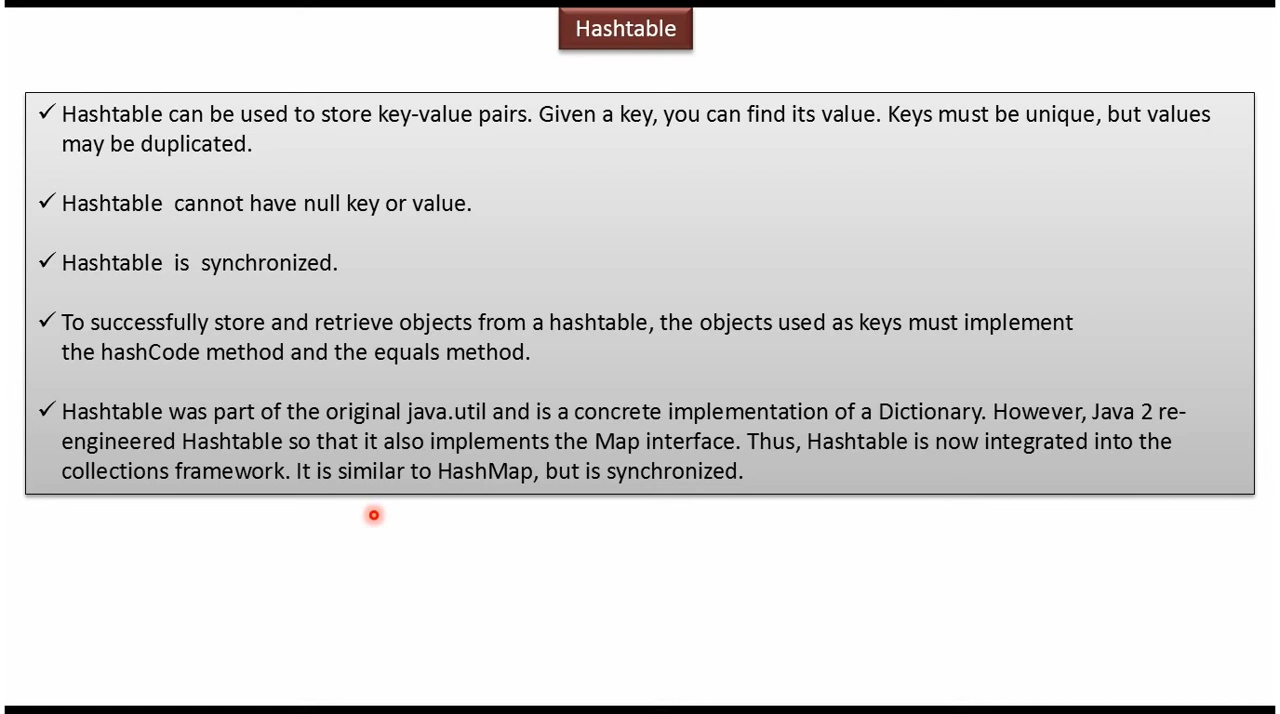 Hashtable
✓ Hashtable can be used to store key-value pairs. Given a key, you can find its value. Keys must be unique, but values
may be duplicated.
✓ Hashtable cannot have null key or value.
✓ Hashtable is synchronized.
✓ To successfully store and retrieve objects from a hashtable, the objects used as keys must implement
the hashCode method and the equals method.
✓ Hashtable was part of the original java.util and is a concrete implementation of a Dictionary. However, Java 2 re-
engineered Hashtable so that it also implements the Map interface. Thus, Hashtable is now integrated into the
collections framework. It is similar to HashMap, but is synchronized.